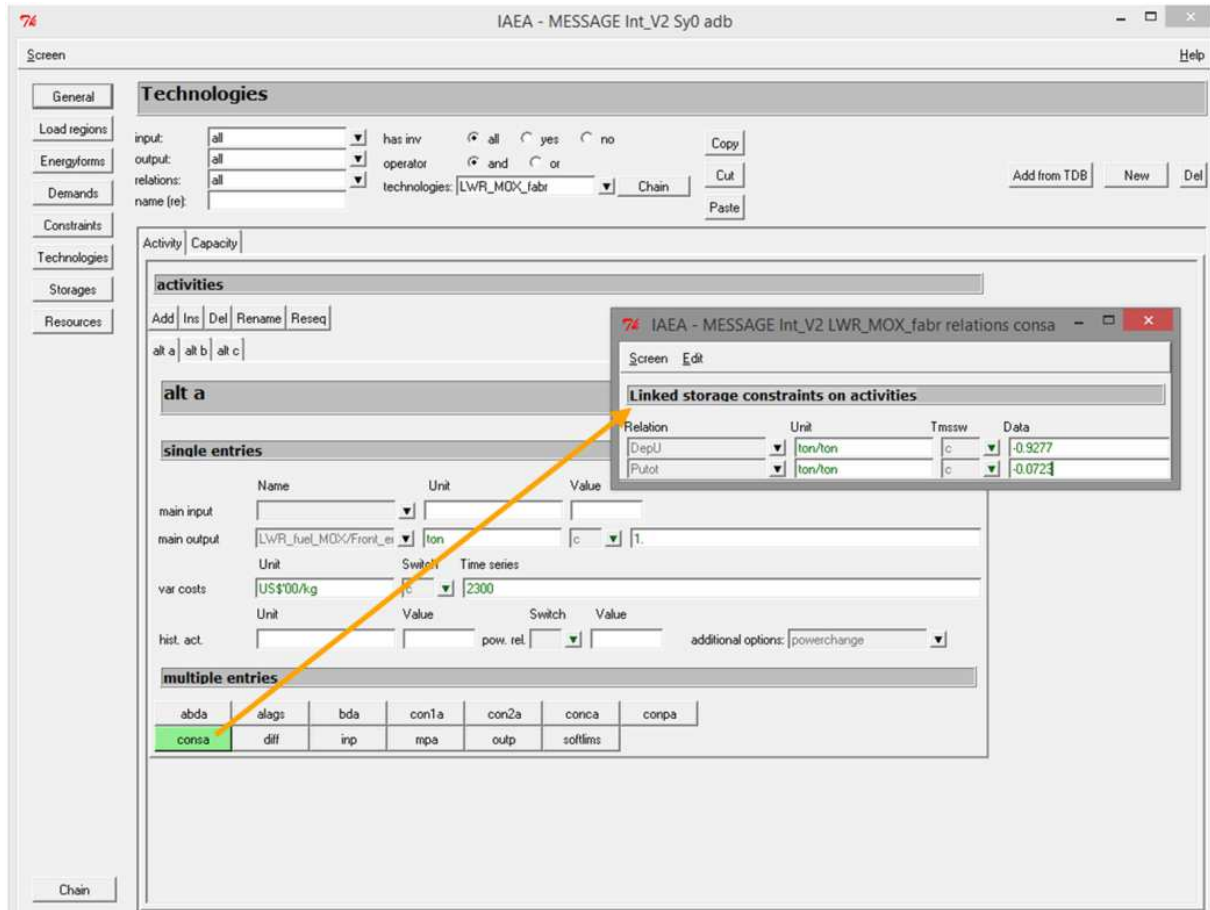 IAEA - MESSAGE Int_V2 Sy0 adb
Screen Help
General
Load regions
Energyforms
Demands
Constraints
Technologies
Storages
Resources
Chain
Technologies
input: all has inv all yes no Copy
output: all operator and or Cut
relations: all technologies: LWR_MOX_fabr Chain Add from TDB New Del
name (re): Paste
Activity Capacity
activities
Add Ins Del Rename Reseq
alt a alt b alt c
alt a
single entries
Name Unit Value
main input
main output LWR_fuel_MOX/Front_e ton c 1.
Unit Switch Time series
var costs US$'00/kg c 2300
Unit Value Switch Value
hist. act. pow. rel. additional options: powerchange
multiple entries
abda alags bda con1a con2a conca conpa
consa diff inp mpa outp softlims
IAEA - MESSAGE Int_V2 LWR_MOX_fabr relations consa
Screen Edit
Linked storage constraints on activities
Relation Unit Tmssw Data
DepU ton/ton c -0.9277
Putot ton/ton c -0.0723